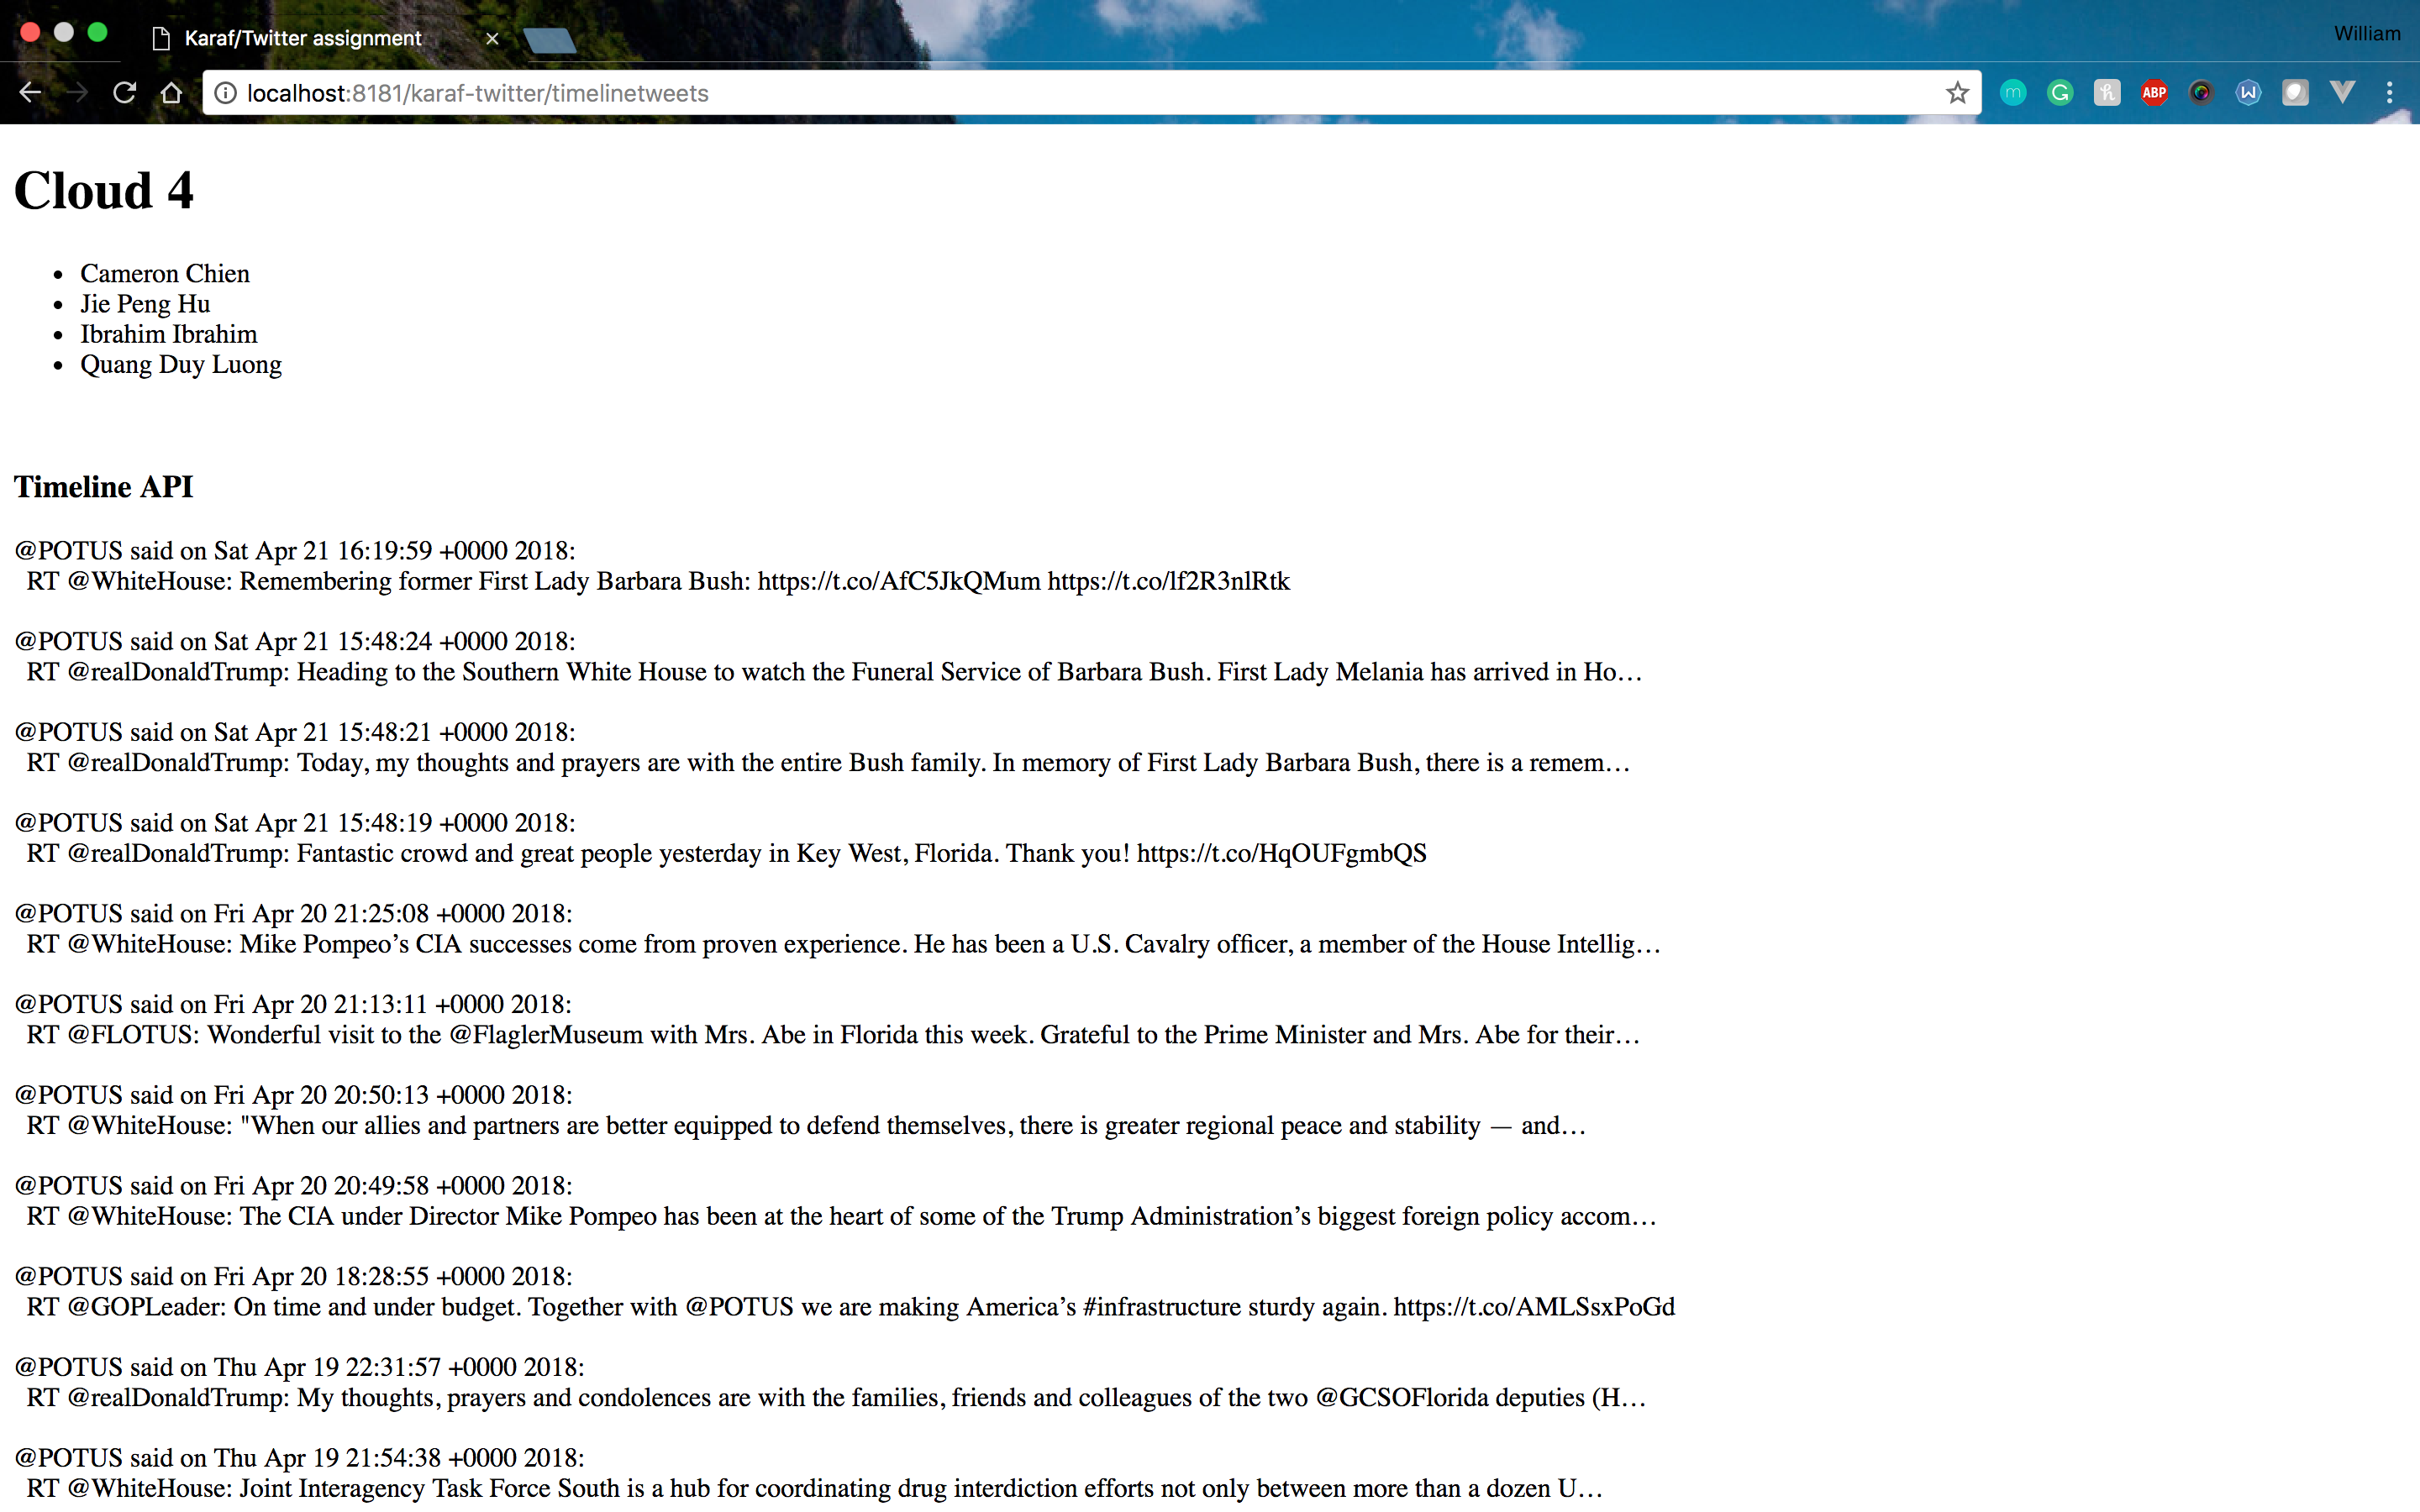 Karaf/Twitter assignment
William
localhost:8181/karaf-twitter/timelinetweets
m G h ABP W
Cloud 4
• Cameron Chien
• Jie Peng Hu
• Ibrahim Ibrahim
• Quang Duy Luong
Timeline API
@POTUS said on Sat Apr 21 16:19:59 +0000 2018:
RT @WhiteHouse: Remembering former First Lady Barbara Bush: https://t.co/AfC5JkQMum https://t.co/lf2R3nlRtk
@POTUS said on Sat Apr 21 15:48:24 +0000 2018:
RT @realDonaldTrump: Heading to the Southern White House to watch the Funeral Service of Barbara Bush. First Lady Melania has arrived in Ho…
@POTUS said on Sat Apr 21 15:48:21 +0000 2018:
RT @realDonaldTrump: Today, my thoughts and prayers are with the entire Bush family. In memory of First Lady Barbara Bush, there is a remem…
@POTUS said on Sat Apr 21 15:48:19 +0000 2018:
RT @realDonaldTrump: Fantastic crowd and great people yesterday in Key West, Florida. Thank you! https://t.co/HqOUFgmbQS
@POTUS said on Fri Apr 20 21:25:08 +0000 2018:
RT @WhiteHouse: Mike Pompeo’s CIA successes come from proven experience. He has been a U.S. Cavalry officer, a member of the House Intellig…
@POTUS said on Fri Apr 20 21:13:11 +0000 2018:
RT @FLOTUS: Wonderful visit to the @FlaglerMuseum with Mrs. Abe in Florida this week. Grateful to the Prime Minister and Mrs. Abe for their…
@POTUS said on Fri Apr 20 20:50:13 +0000 2018:
RT @WhiteHouse: "When our allies and partners are better equipped to defend themselves, there is greater regional peace and stability — and…
@POTUS said on Fri Apr 20 20:49:58 +0000 2018:
RT @WhiteHouse: The CIA under Director Mike Pompeo has been at the heart of some of the Trump Administration’s biggest foreign policy accom…
@POTUS said on Fri Apr 20 18:28:55 +0000 2018:
RT @GOPLeader: On time and under budget. Together with @POTUS we are making America’s #infrastructure sturdy again. https://t.co/AMLSsxPoGd
@POTUS said on Thu Apr 19 22:31:57 +0000 2018:
RT @realDonaldTrump: My thoughts, prayers and condolences are with the families, friends and colleagues of the two @GCSOFlorida deputies (H…
@POTUS said on Thu Apr 19 21:54:38 +0000 2018:
RT @WhiteHouse: Joint Interagency Task Force South is a hub for coordinating drug interdiction efforts not only between more than a dozen U…